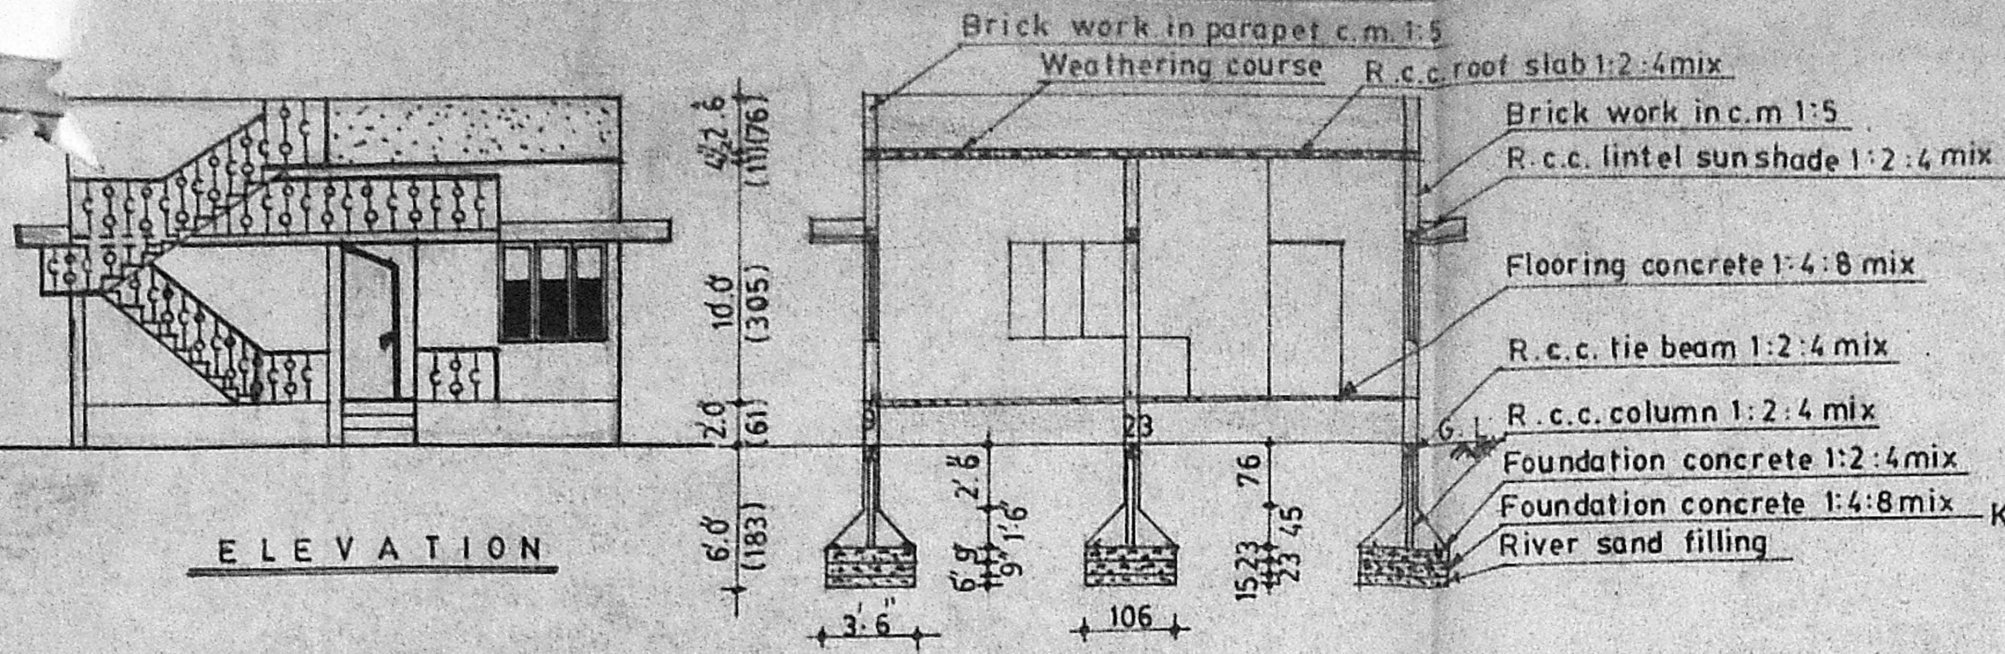 Brick work in parapet c.m. 1:5
Weathering course
R.c.c. roof slab 1:2:4 mix
Brick work in c.m 1:5
R.c.c. lintel sun shade 1:2:4 mix
Flooring concrete 1:4:8 mix
R.c.c. tie beam 1:2:4 mix
G.L.
R.c.c. column 1:2:4 mix
Foundation concrete 1:2:4 mix
Foundation concrete 1:4:8 mix
River sand filling
K
(11)(76)
10.0
(305)
2.0
(61)
6.0
(183)
23
2'.6"
1'6"
9"
76
45
23
23
15
3'.6"
106
ELEVATION